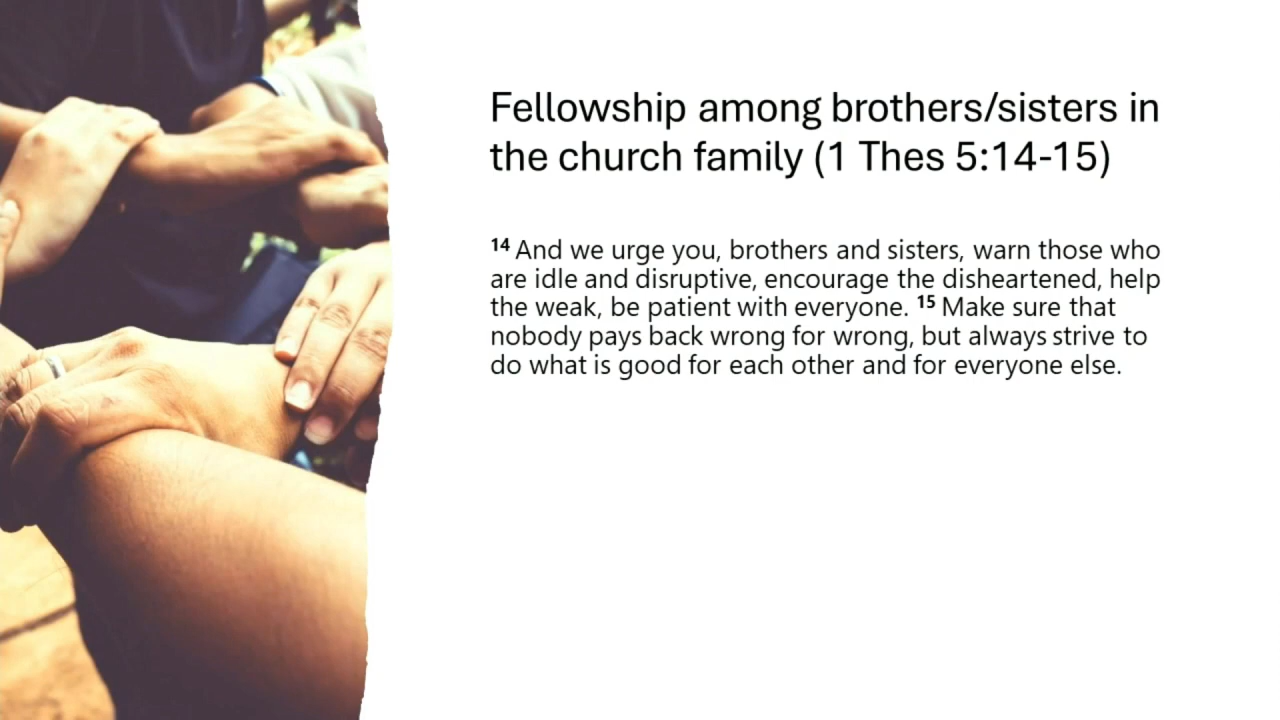 Fellowship among brothers/sisters in
the church family (1 Thes 5:14-15)
14 And we urge you, brothers and sisters, warn those who
are idle and disruptive, encourage the disheartened, help
the weak, be patient with everyone. 15 Make sure that
nobody pays back wrong for wrong, but always strive to
do what is good for each other and for everyone else.